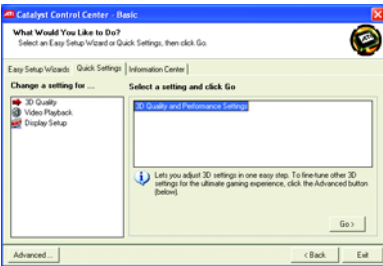 ATI Catalyst Control Center - Basic
What Would You Like to Do?
Select an Easy Setup Wizard or Quick Settings, then click Go.
Easy Setup Wizards Quick Settings Information Center
Change a setting for ...
3D Quality
Video Playback
Display Setup
Select a setting and click Go
3D Quality and Performance Settings
Lets you adjust 3D settings in one easy step. To fine-tune other 3D
settings for the ultimate gaming experience, click the Advanced button
(below).
Go >
Advanced ...
< Back
Exit